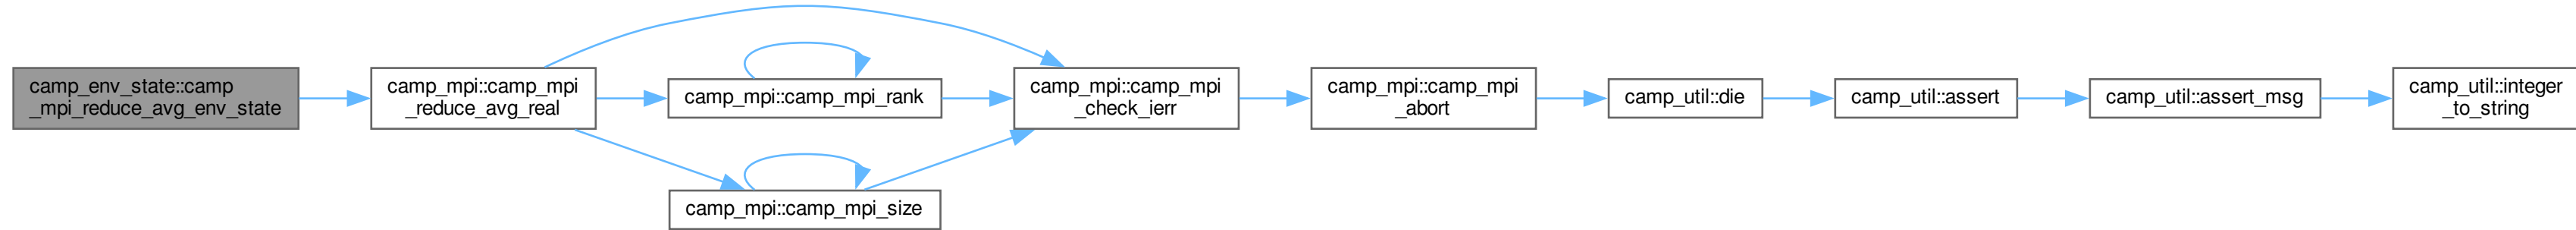 camp_env_state::camp
_mpi_reduce_avg_env_state
camp_mpi::camp_mpi
_reduce_avg_real
camp_mpi::camp_mpi_rank
camp_mpi::camp_mpi_size
camp_mpi::camp_mpi
_check_ierr
camp_mpi::camp_mpi
_abort
camp_util::die
camp_util::assert
camp_util::assert_msg
camp_util::integer
_to_string